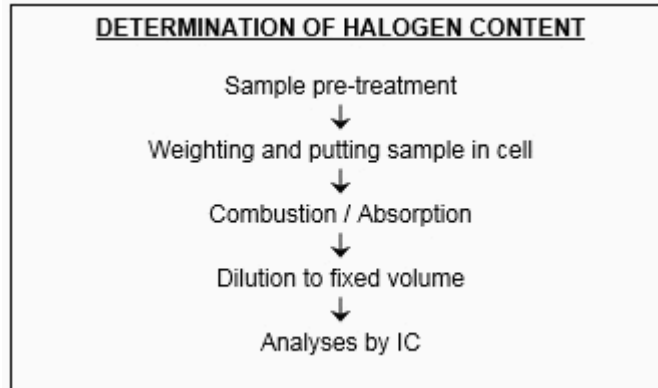 DETERMINATION OF HALOGEN CONTENT
Sample pre-treatment
↓
Weighting and putting sample in cell
↓
Combustion / Absorption
↓
Dilution to fixed volume
↓
Analyses by IC